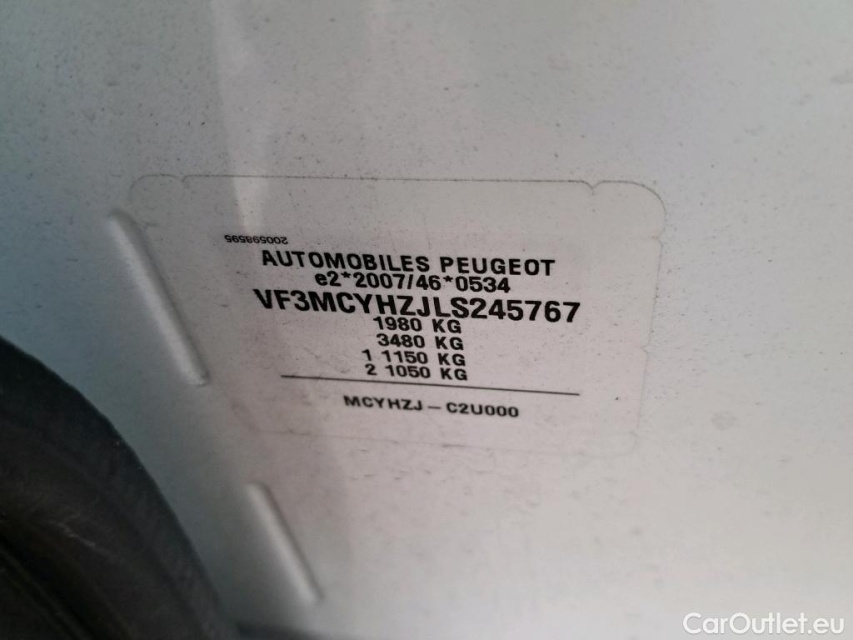 200598595
AUTOMOBILES PEUGEOT
e2*2007/46*0534
VF3MCYHZJLS245767
1980 KG
3480 KG
1 1150 KG
2 1050 KG
MCYHZJ - C2U000
CarOutlet.eu